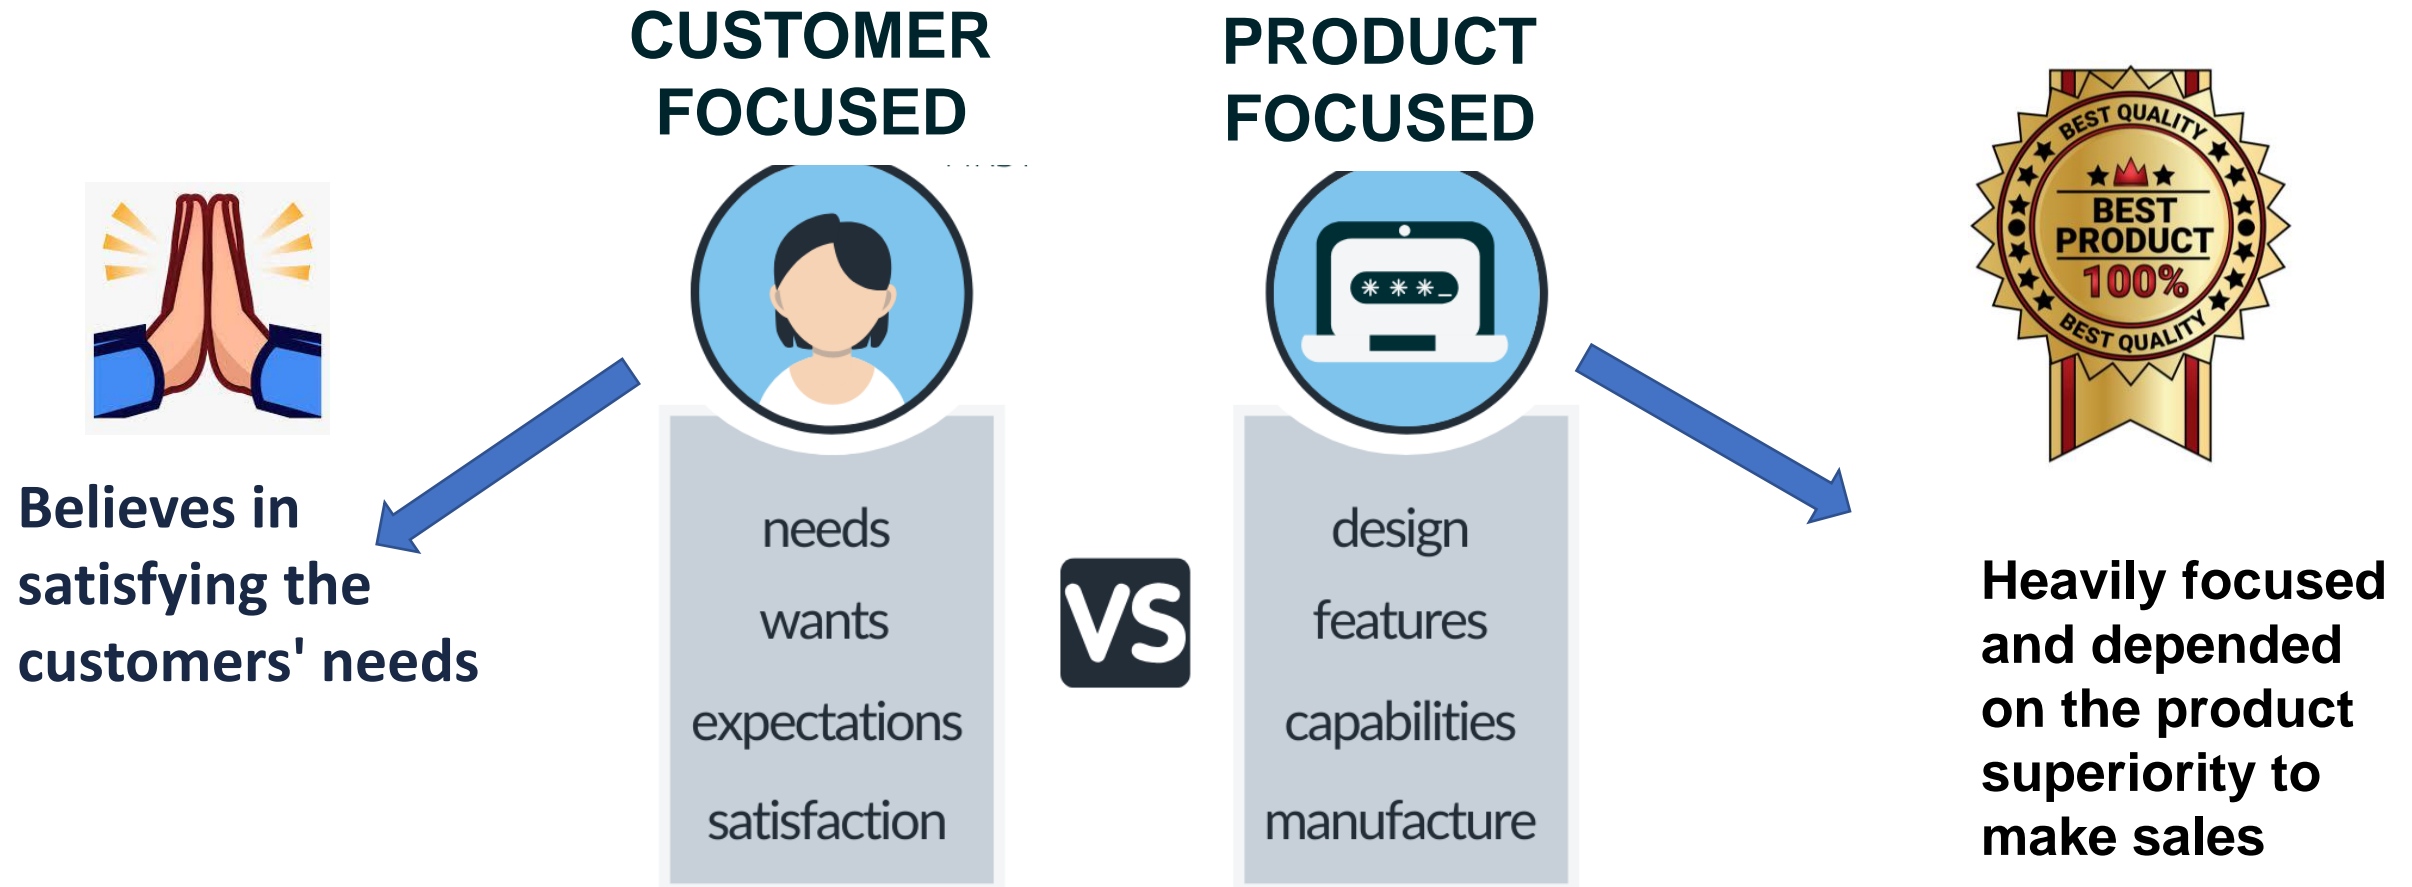 CUSTOMER
FOCUSED
PRODUCT
FOCUSED
BEST QUALITY
BEST
PRODUCT
100%
BEST QUALITY
* * * _
Believes in
satisfying the
customers' needs
needs
wants
expectations
satisfaction
VS
design
features
capabilities
manufacture
Heavily focused
and depended
on the product
superiority to
make sales